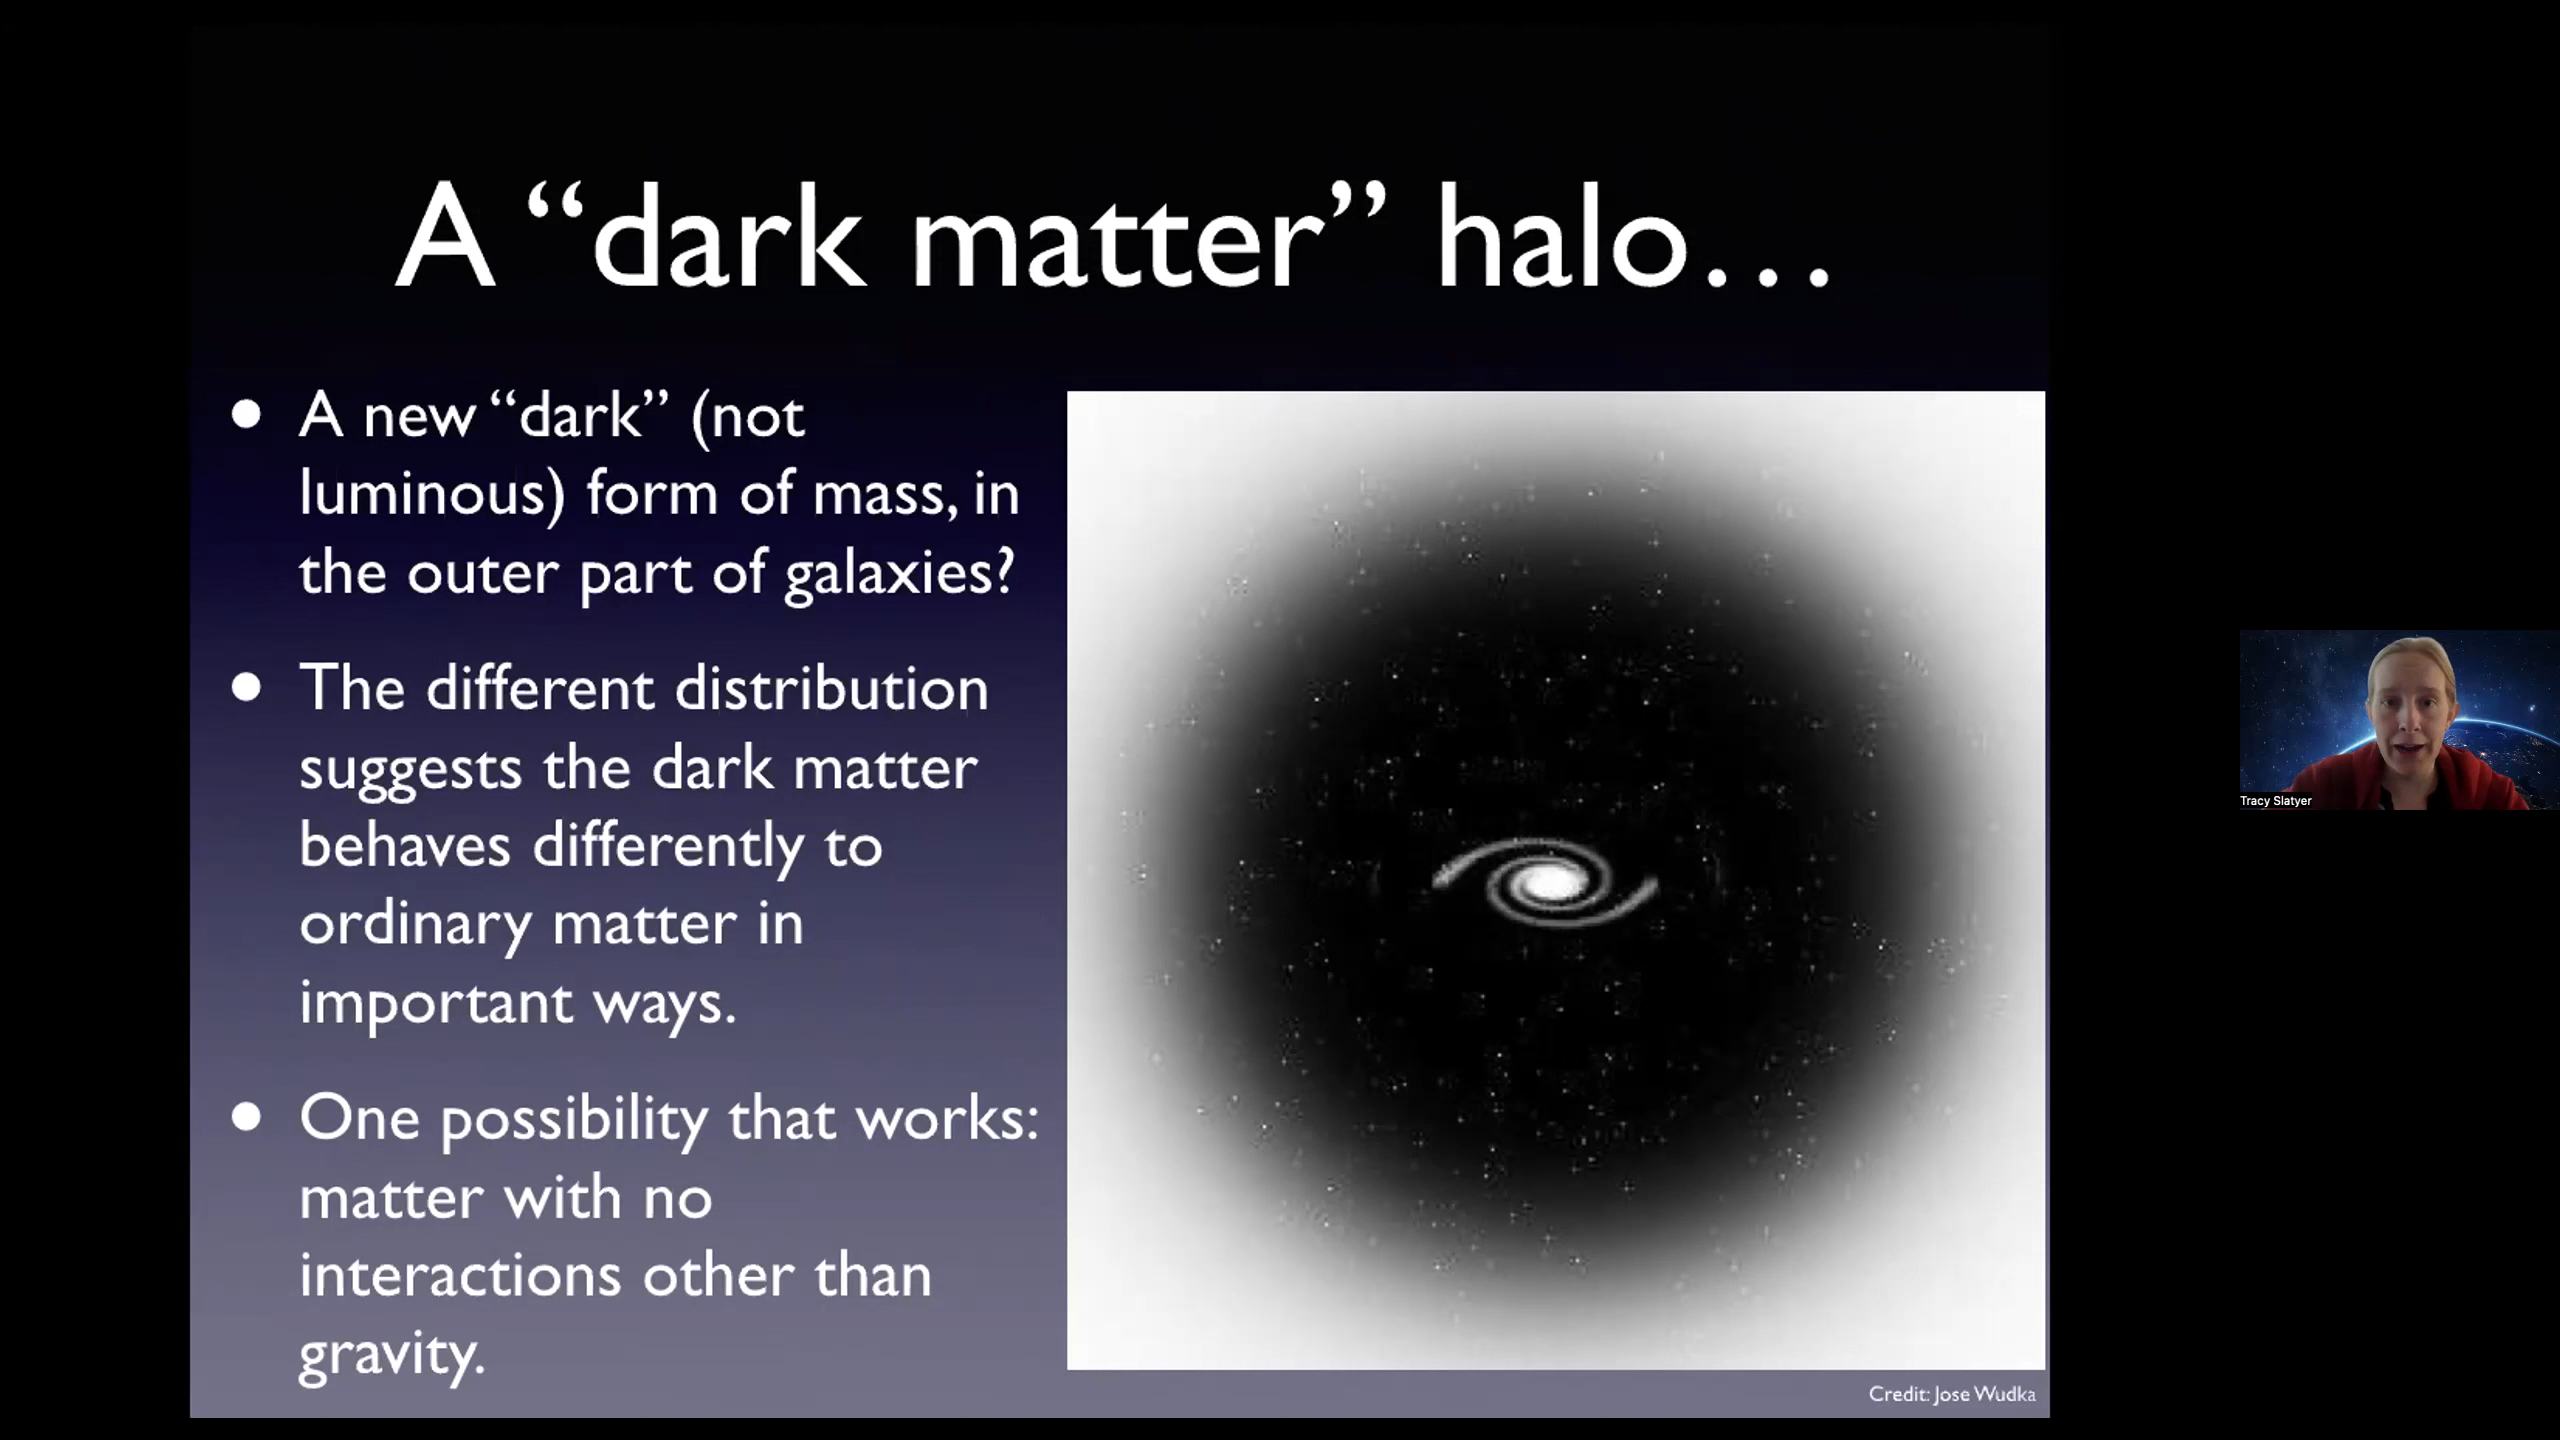 A “dark matter” halo…
● A new “dark” (not
luminous) form of mass, in
the outer part of galaxies?
● The different distribution
suggests the dark matter
behaves differently to
ordinary matter in
important ways.
● One possibility that works:
matter with no
interactions other than
gravity.
Credit: Jose Wudka
Tracy Slatyer